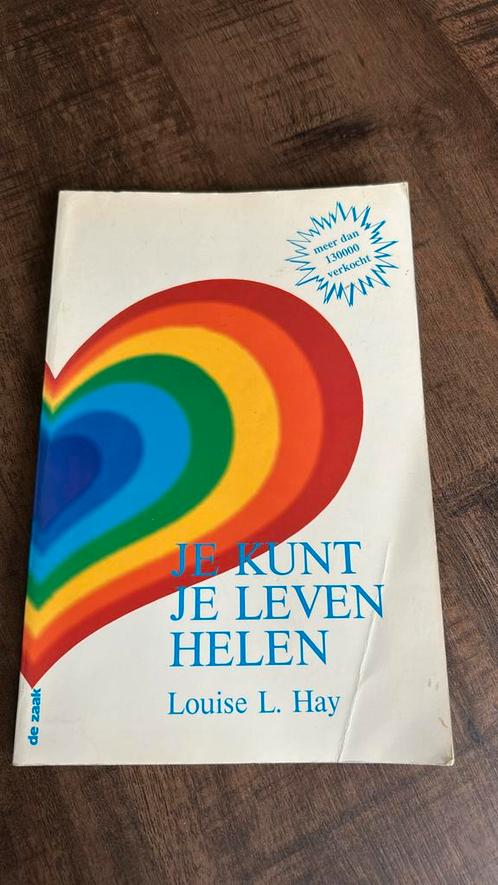 meer dan
130000
verkocht
JE KUNT
JE LEVEN
HELEN
Louise L. Hay
de zaak